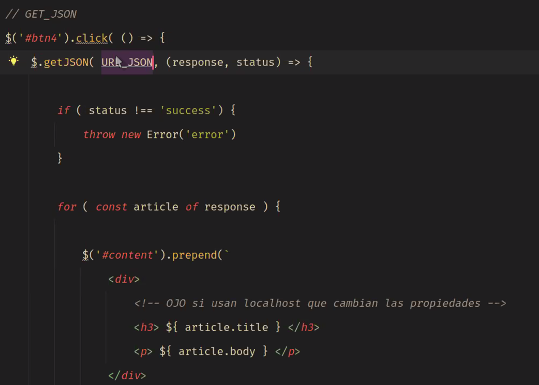 // GET_JSON
$('#btn4').click( () => {
$.getJSON( URL_JSON, (response, status) => {
if ( status !== 'success') {
throw new Error('error')
}
for ( const article of response ) {
$('#content').prepend(`
<div>
<!-- OJO si usan localhost que cambian las propiedades -->
<h3> ${ article.title } </h3>
<p> ${ article.body } </p>
</div>